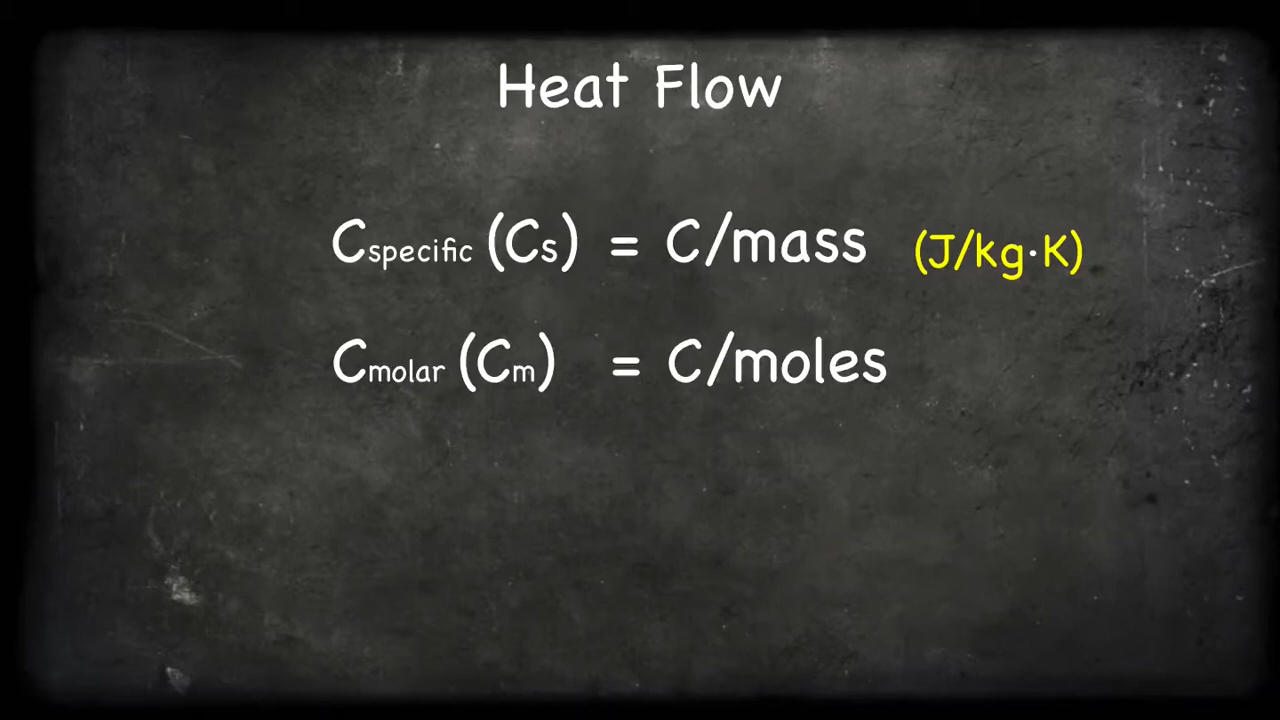 Heat Flow
Cspecific (Cs) = C/mass (J/kg·K)
Cmolar (Cm) = C/moles